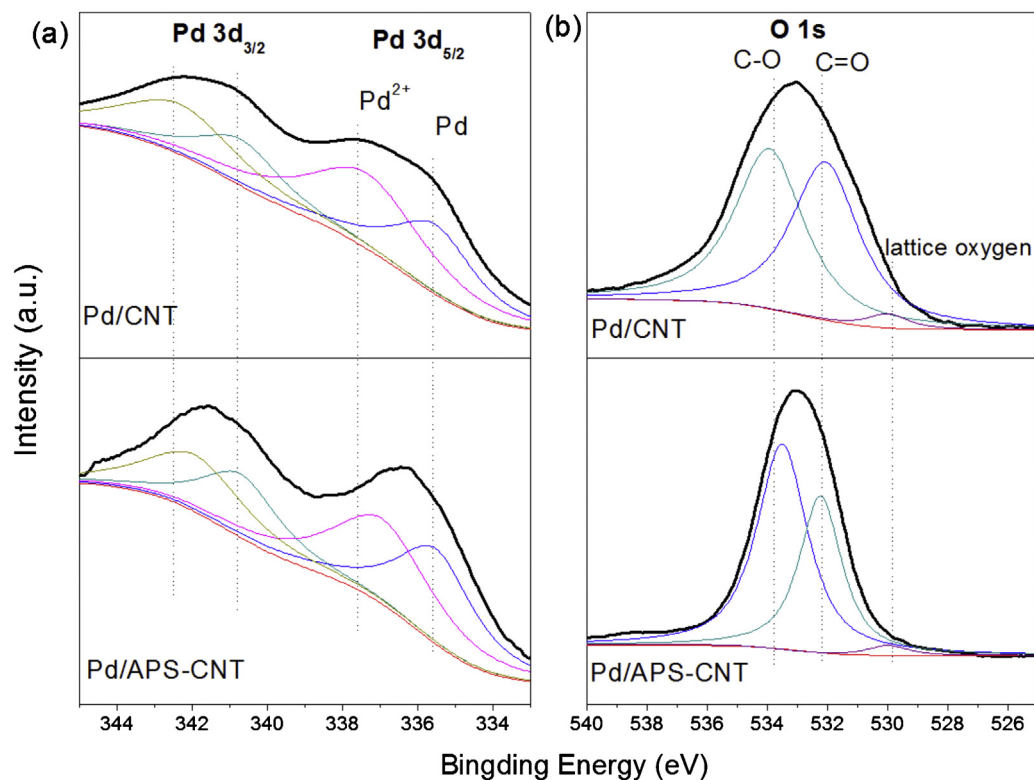 (a)
Pd 3d3/2
Pd 3d5/2
Pd2+
Pd
Pd/CNT
Pd/APS-CNT
344 342 340 338 336 334
(b)
O 1s
C-O
C=O
lattice oxygen
Pd/CNT
Pd/APS-CNT
540 538 536 534 532 530 528 526
Intensity (a.u.)
Bingding Energy (eV)